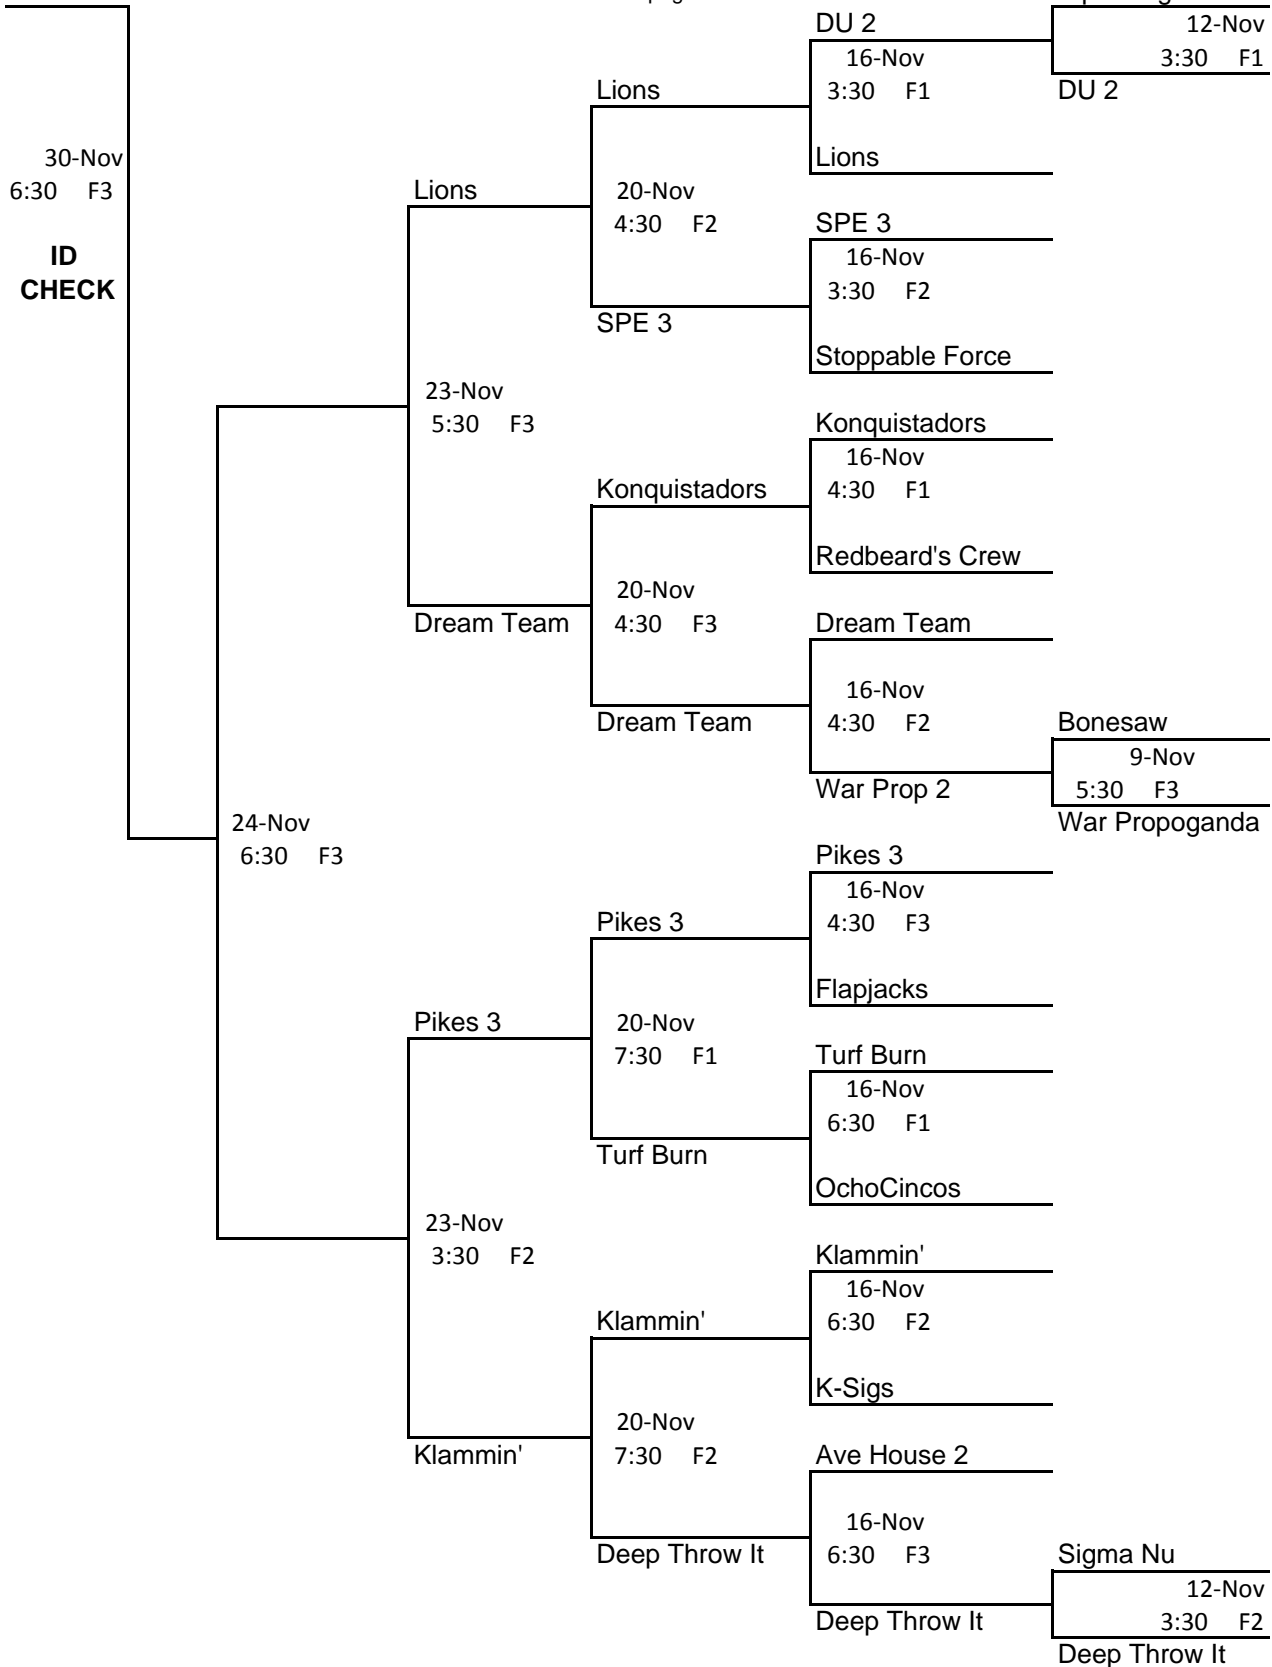 DU 2
12-Nov
16-Nov
3:30 F1
Lions
3:30 F1
DU 2
30-Nov
Lions
6:30 F3
Lions
20-Nov
4:30 F2
SPE 3
ID
16-Nov
CHECK
3:30 F2
SPE 3
Stoppable Force
23-Nov
5:30 F3
Konquistadors
16-Nov
Konquistadors
4:30 F1
Redbeard's Crew
20-Nov
Dream Team
4:30 F3
Dream Team
16-Nov
Dream Team
4:30 F2
Bonesaw
9-Nov
War Prop 2
5:30 F3
24-Nov
War Propoganda
6:30 F3
Pikes 3
16-Nov
Pikes 3
4:30 F3
Flapjacks
Pikes 3
20-Nov
7:30 F1
Turf Burn
16-Nov
6:30 F1
Turf Burn
OchoCincos
23-Nov
3:30 F2
Klammin'
16-Nov
Klammin'
6:30 F2
K-Sigs
20-Nov
Klammin'
7:30 F2
Ave House 2
16-Nov
Deep Throw It
6:30 F3
Sigma Nu
12-Nov
Deep Throw It
3:30 F2
Deep Throw It